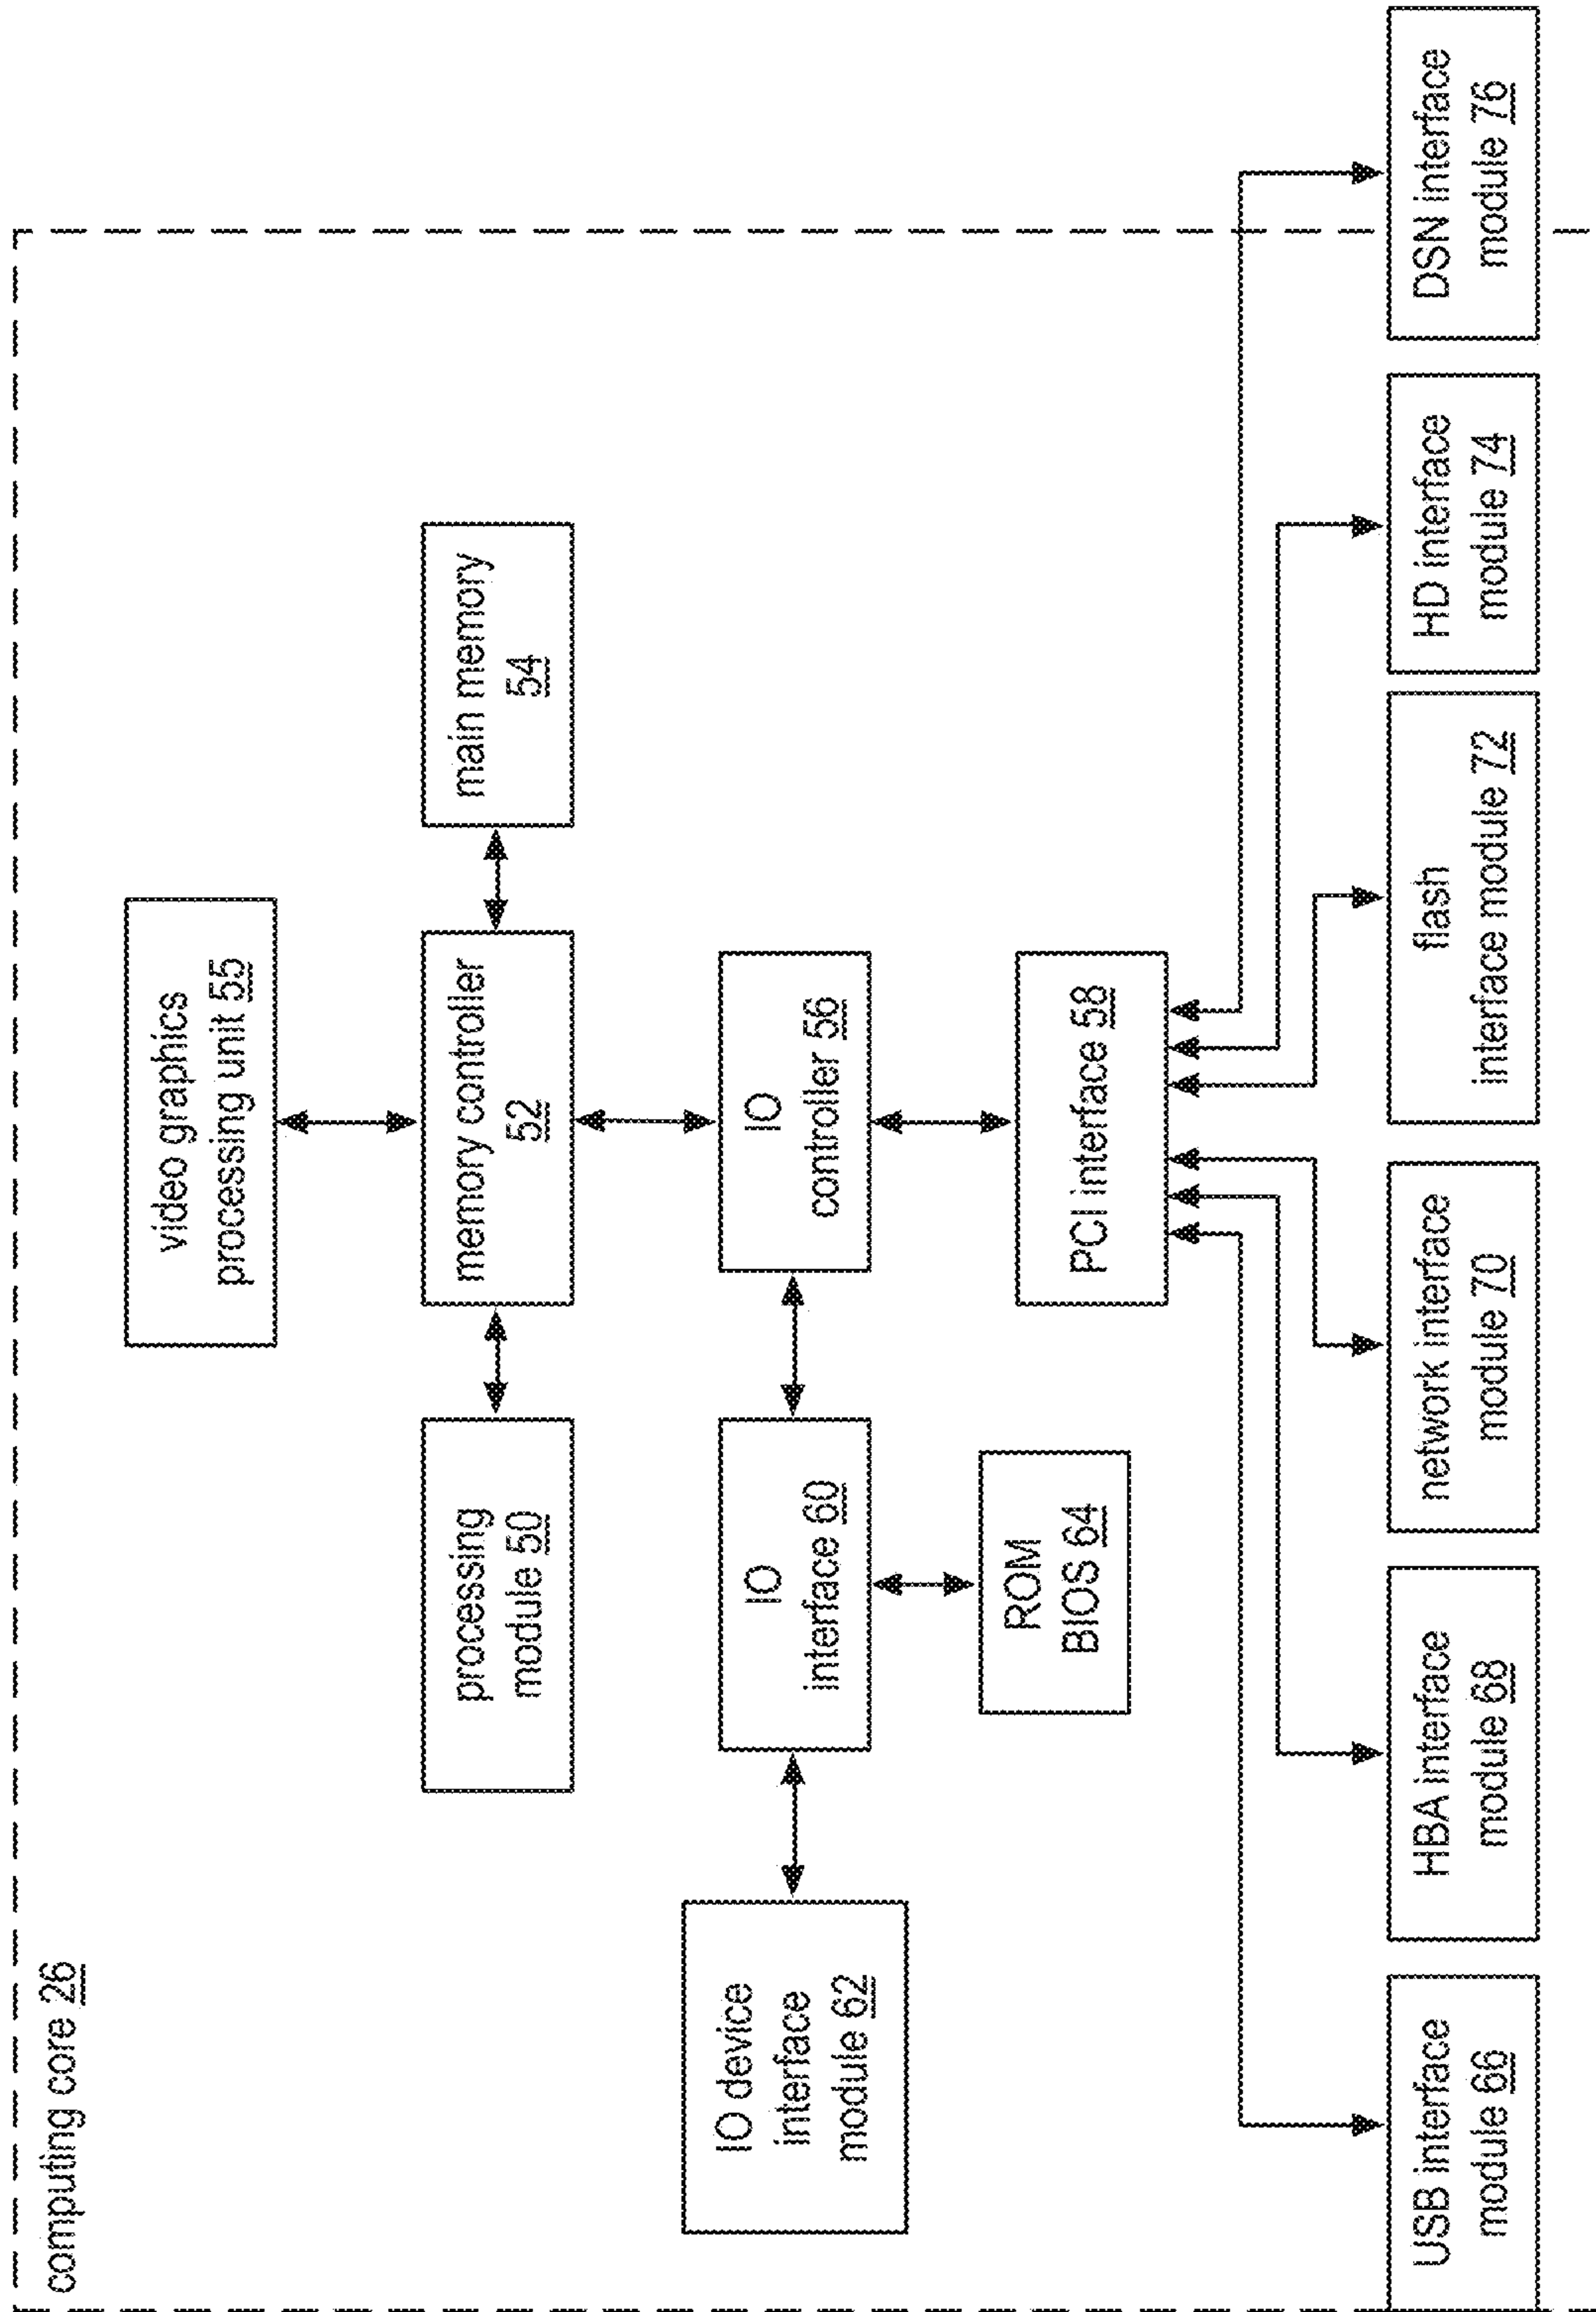 computing core 26
video graphics
processing unit 55
processing
module 50
memory controller
52
main memory
54
IO device
interface
module 62
IO
interface 60
IO
controller 56
ROM
BIOS 64
PCI interface 58
USB interface
module 66
HBA interface
module 68
network interface
module 70
flash
interface module 72
HD interface
module 74
DSN interface
module 76